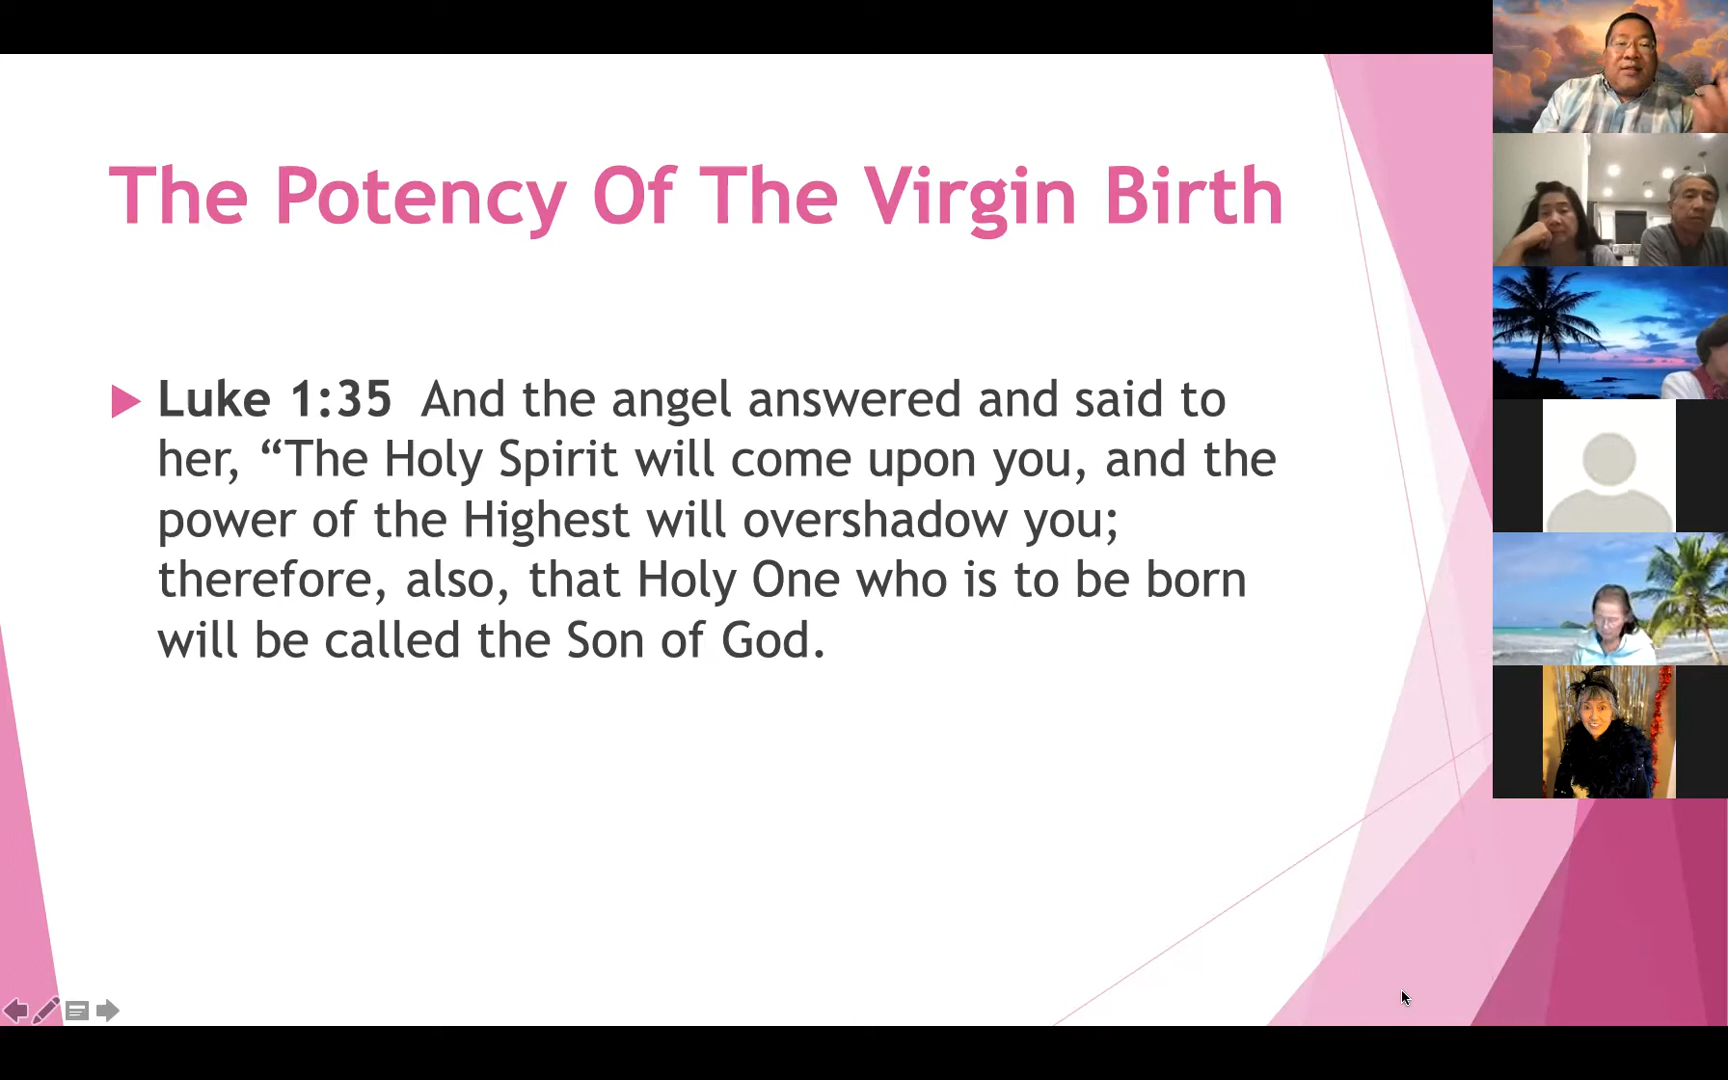 The Potency Of The Virgin Birth
Luke 1:35 And the angel answered and said to
her, “The Holy Spirit will come upon you, and the
power of the Highest will overshadow you;
therefore, also, that Holy One who is to be born
will be called the Son of God.